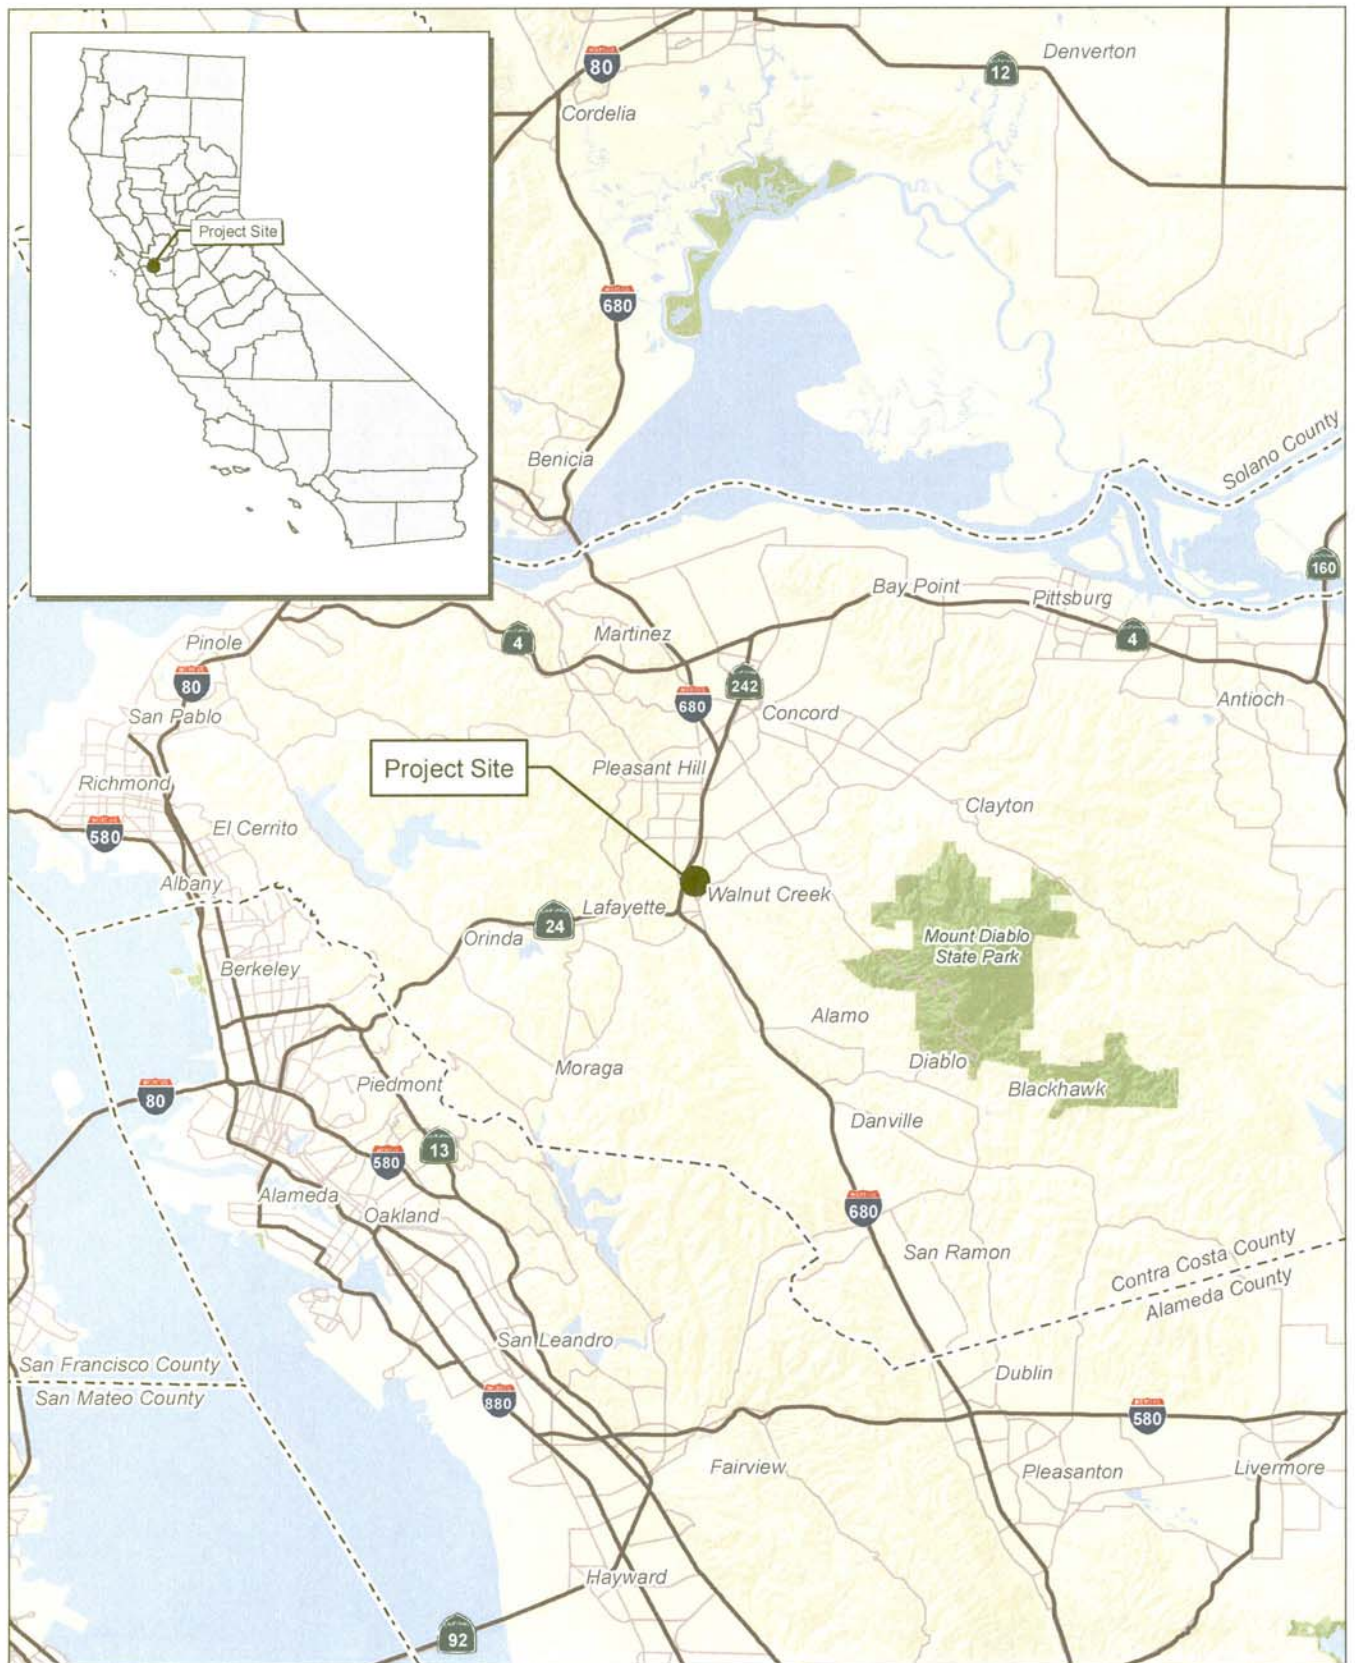 80
12
Denverton
Cordelia
Project Site
680
Benicia
Solano County
160
Bay Point
Pittsburg
4
Martinez
4
Pinole
80
242
680
Antioch
San Pablo
Concord
Project Site
Pleasant Hill
Richmond
Clayton
580
El Cerrito
Albany
Walnut Creek
Lafayette
24
Orinda
Mount Diablo
State Park
Berkeley
Alamo
Diablo
Moraga
Piedmont
Blackhawk
80
Danville
13
580
Alameda
Oakland
680
San Ramon
Contra Costa County
Alameda County
San Leandro
San Francisco County
San Mateo County
Dublin
880
580
Fairview
Pleasanton
Livermore
Hayward
92